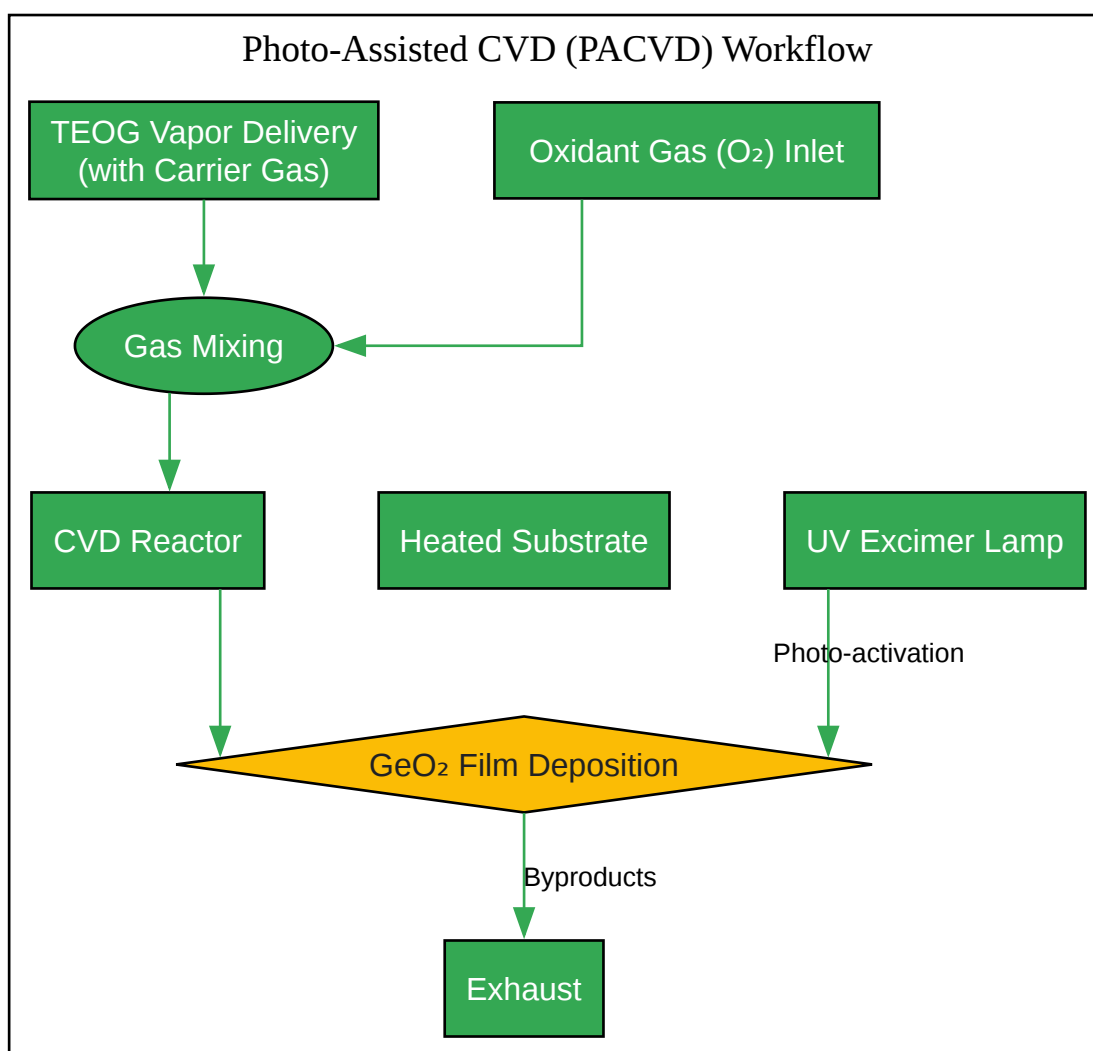 Photo-Assisted CVD (PACVD) Workflow
TEOG Vapor Delivery
(with Carrier Gas)
Oxidant Gas (O₂) Inlet
Gas Mixing
CVD Reactor
Heated Substrate
UV Excimer Lamp
Photo-activation
GeO₂ Film Deposition
Byproducts
Exhaust